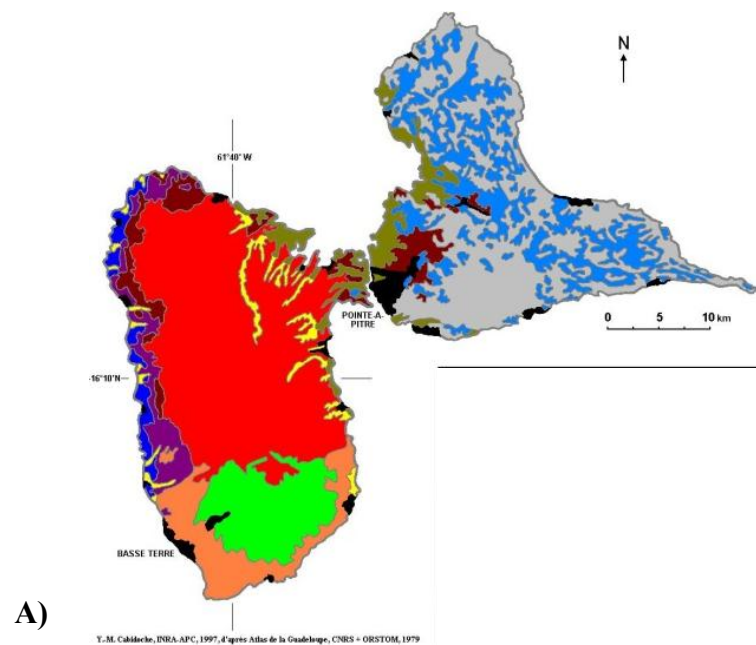 N
61°40' W
POINTE-A-
PITRE
0 5 10 km
16°10'N
BASSE TERRE
A)
Y.-M. Cabidoche, INRA-APC, 1997, d'après Atlas de la Guadeloupe, CNRS + ORSTOM, 1979